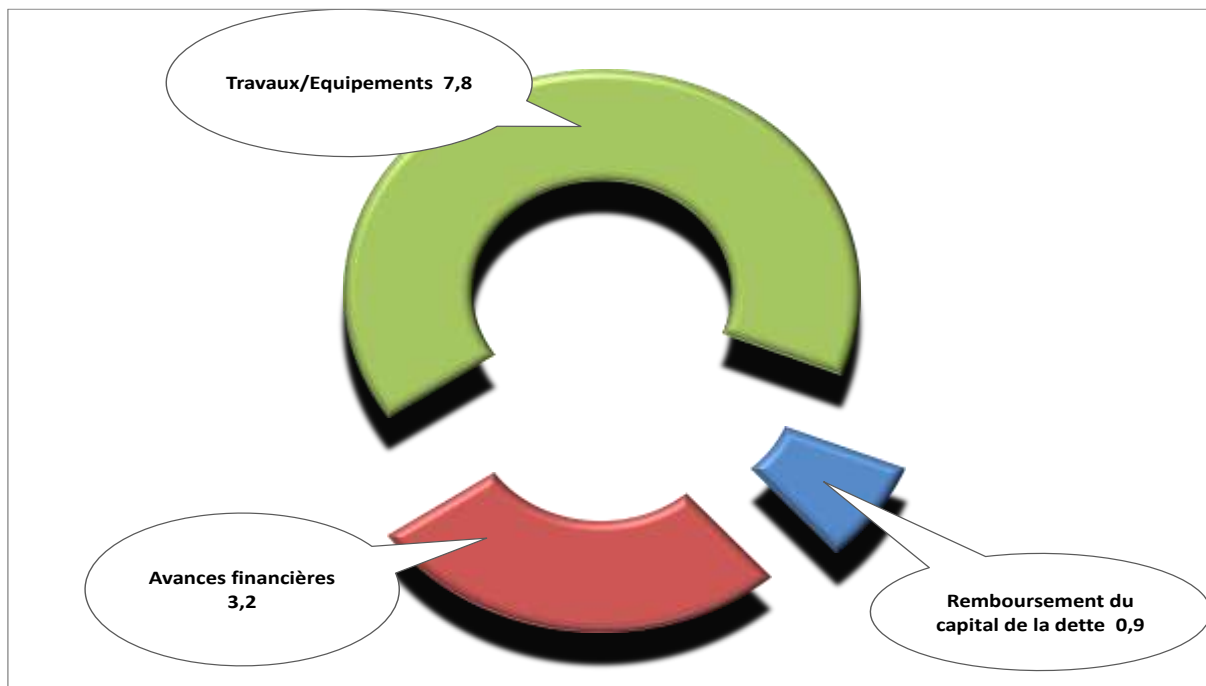 Travaux/Equipements 7,8
Avances financières
3,2
Remboursement du
capital de la dette 0,9